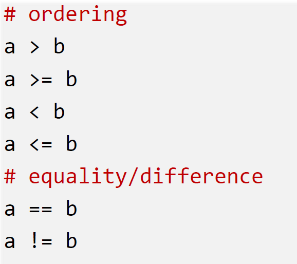 # ordering
a > b
a >= b
a < b
a <= b
# equality/difference
a == b
a != b